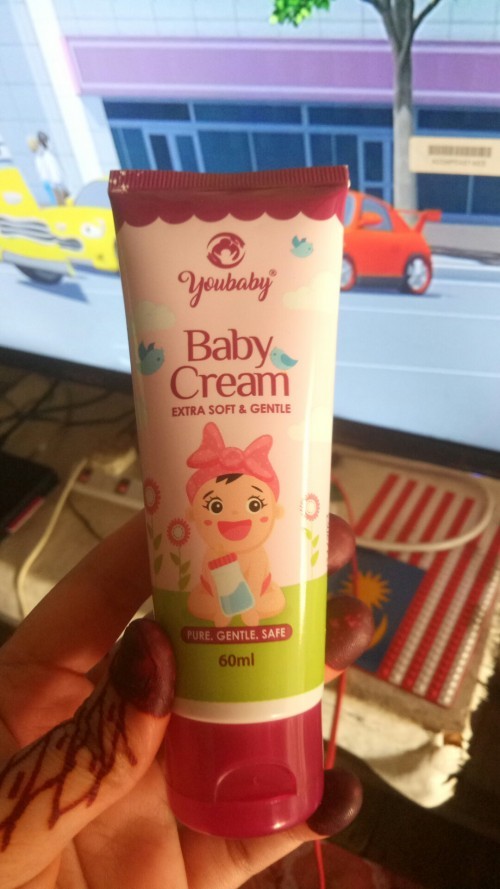 Youbaby®
Baby
Cream
EXTRA SOFT & GENTLE
PURE. GENTLE. SAFE
60ml